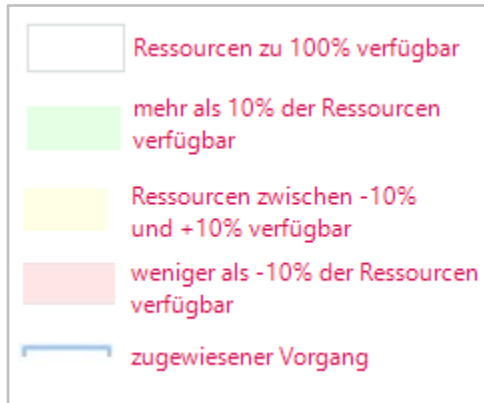 Ressourcen zu 100% verfügbar
mehr als 10% der Ressourcen
verfügbar
Ressourcen zwischen -10%
und +10% verfügbar
weniger als -10% der Ressourcen
verfügbar
zugewiesener Vorgang